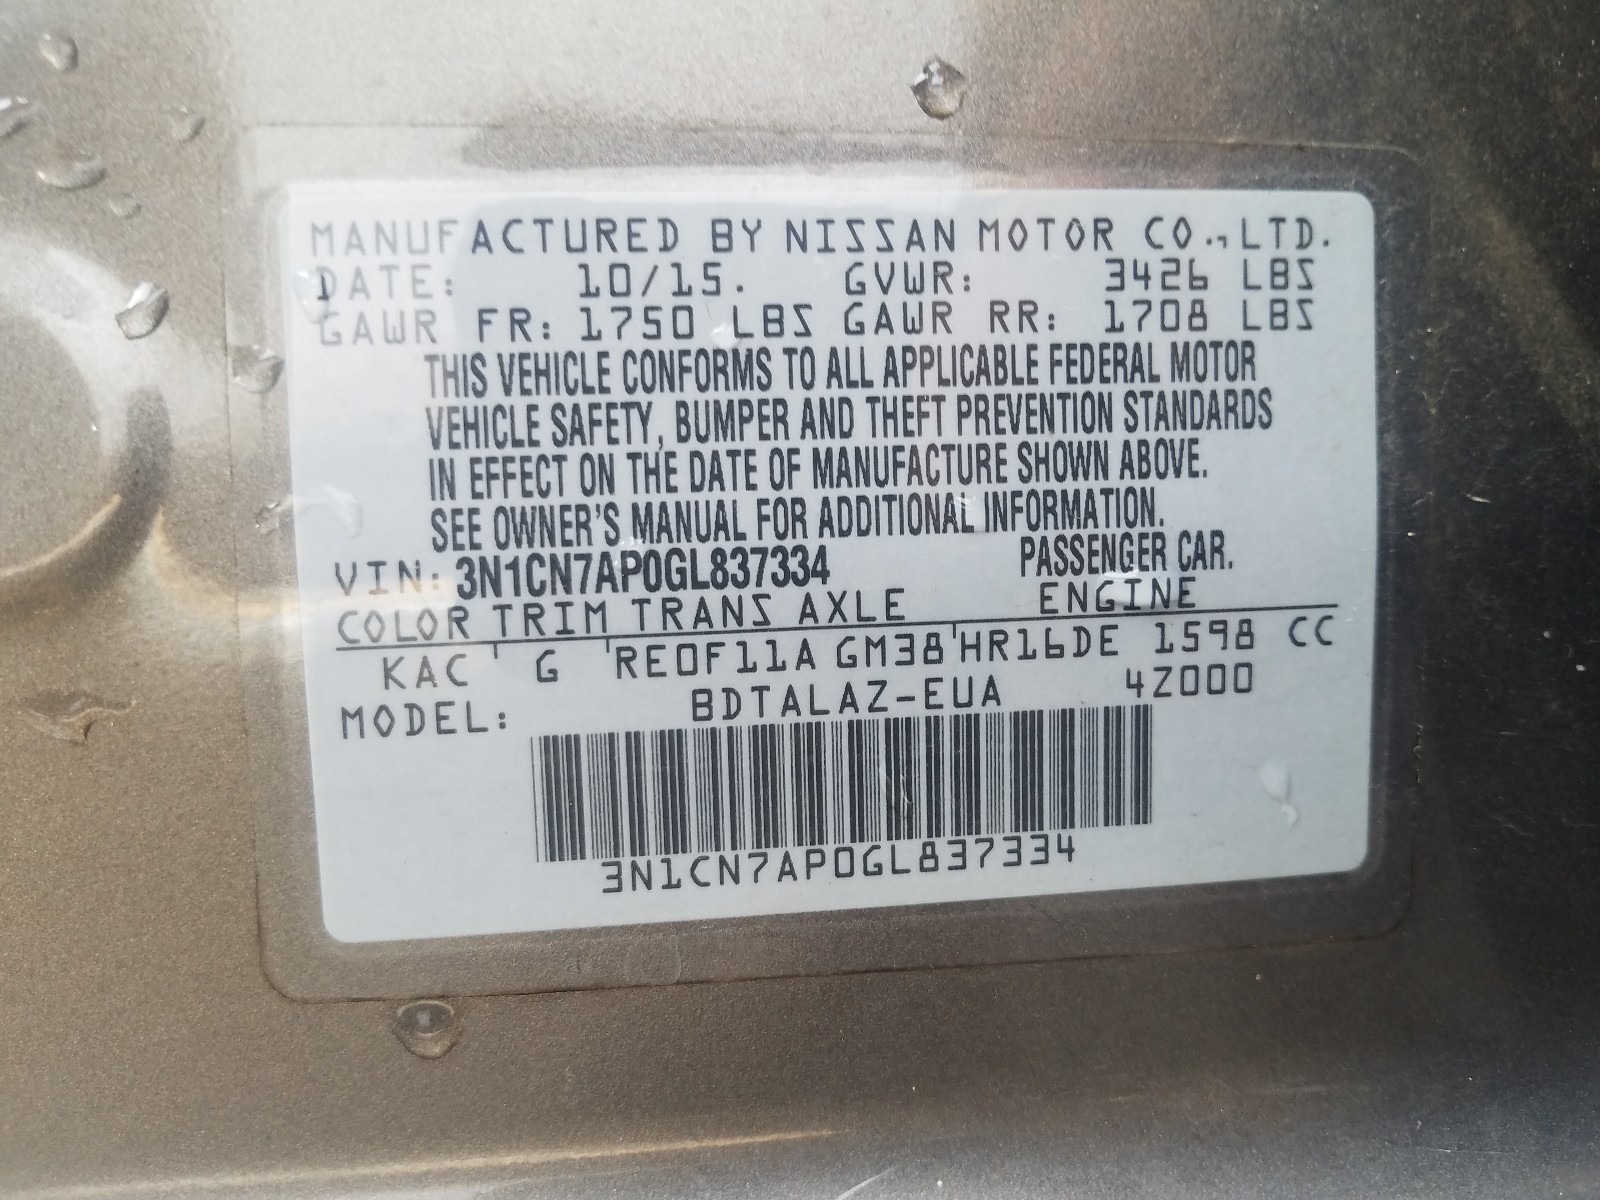 MANUFACTURED BY NISSAN MOTOR CO.,LTD.
DATE: 10/15. GVWR: 3426 LBS
GAWR FR: 1750 LBS GAWR RR: 1708 LBS
THIS VEHICLE CONFORMS TO ALL APPLICABLE FEDERAL MOTOR
VEHICLE SAFETY, BUMPER AND THEFT PREVENTION STANDARDS
IN EFFECT ON THE DATE OF MANUFACTURE SHOWN ABOVE.
SEE OWNER'S MANUAL FOR ADDITIONAL INFORMATION.
VIN: 3N1CN7AP0GL837334 PASSENGER CAR.
COLOR TRIM TRANS AXLE ENGINE
KAC G RE0F11A GM38 HR16DE 1598 CC
MODEL: BDTALAZ-EUA 4Z000
3N1CN7AP0GL837334